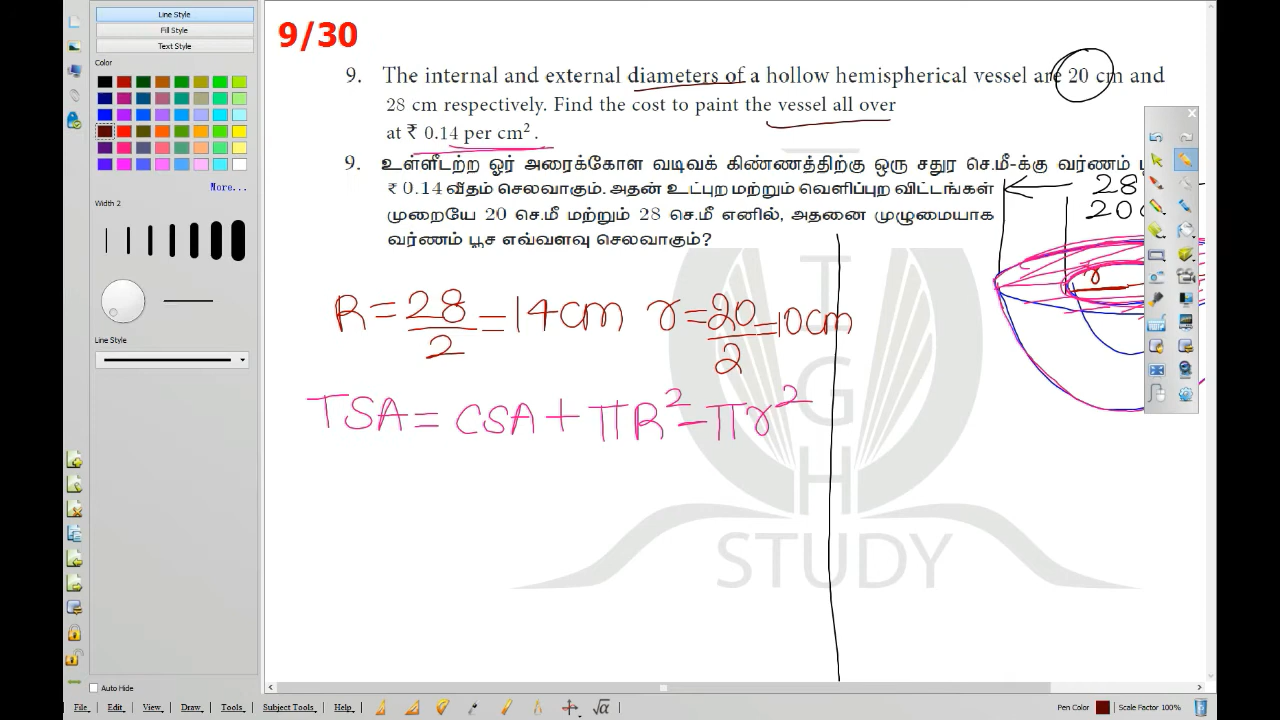 Line Style
Fill Style
Text Style
Color
More...
Width 2
Line Style
Auto Hide
9/30
9. The internal and external diameters of a hollow hemispherical vessel are 20 cm and
28 cm respectively. Find the cost to paint the vessel all over
at ₹ 0.14 per cm².
9. உள்ளீடற்ற ஓர் அரைக்கோள வடிவக் கிண்ணத்திற்கு ஒரு சதுர செ.மீ-க்கு வர்ணம்
₹ 0.14 வீதம் செலவாகும். அதன் உட்புற மற்றும் வெளிப்புற விட்டங்கள்
முறையே 20 செ.மீ மற்றும் 28 செ.மீ எனில், அதனை முழுமையாக
வர்ணம் பூச எவ்வளவு செலவாகும்?
28
20
r
R = 28/2 = 14cm r = 20/2 = 10cm
TSA = CSA + πR² - πr²
STUDY
File Edit View Draw Tools Subject Tools Help
Pen Color Scale Factor 100%